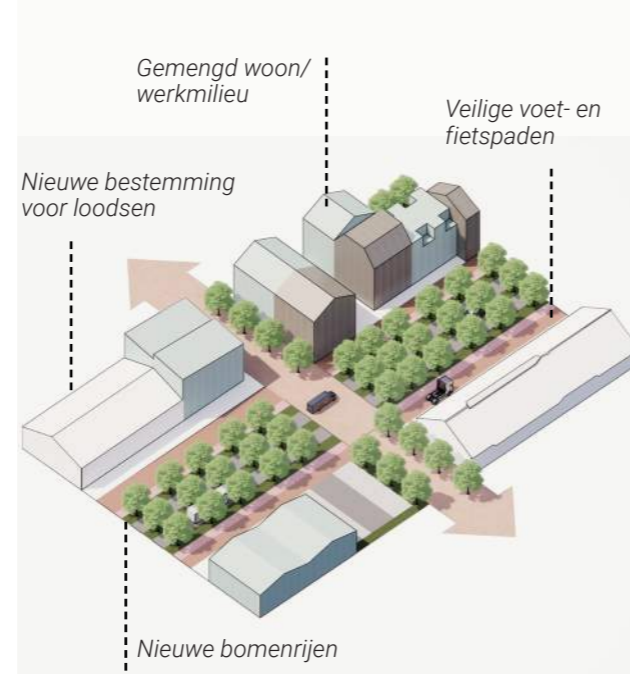 Gemengd woon/
werkmilieu
Veilige voet- en
fietspaden
Nieuwe bestemming
voor loodsen
Nieuwe bomenrijen